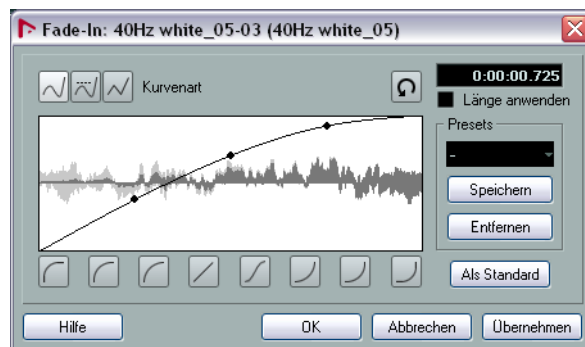 Fade-In: 40Hz white_05-03 (40Hz white_05)
Kurvenart
0:00:00.725
Länge anwenden
Presets
-
Speichern
Entfernen
Als Standard
Hilfe
OK
Abbrechen
Übernehmen